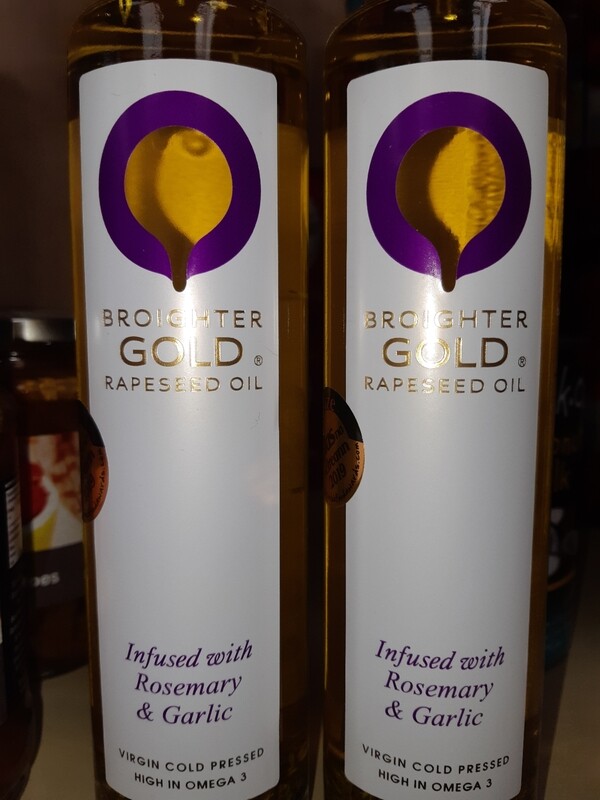 BROIGHTER
GOLD ®
RAPESEED OIL
Infused with
Rosemary
& Garlic
VIRGIN COLD PRESSED
HIGH IN OMEGA 3
BROIGHTER
GOLD ®
RAPESEED OIL
2019
Infused with
Rosemary
& Garlic
VIRGIN COLD PRESSED
HIGH IN OMEGA 3